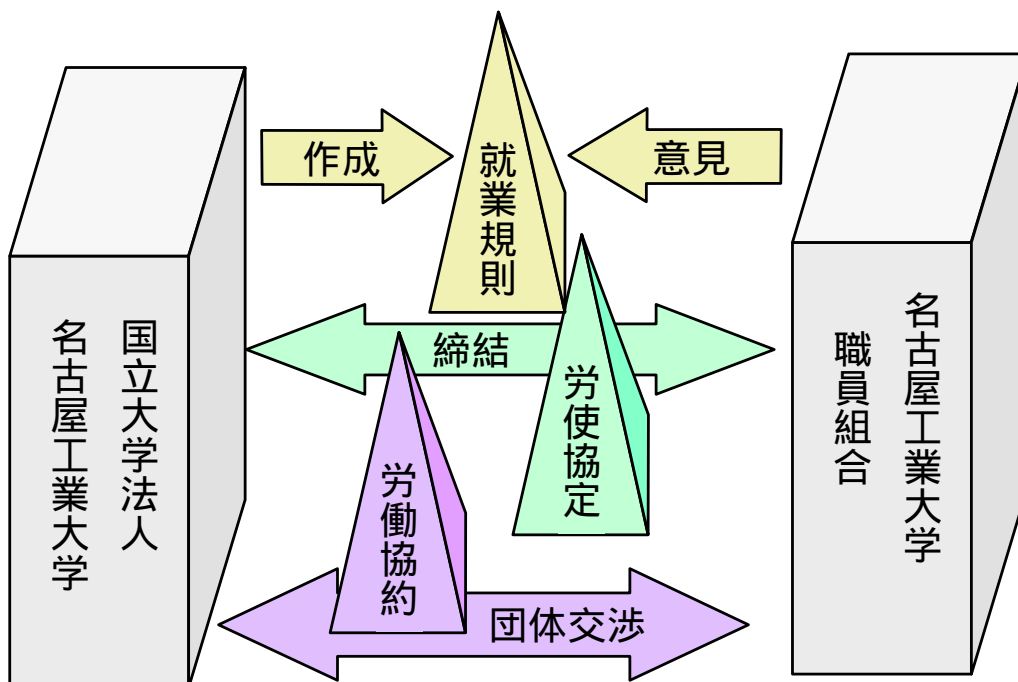 作成
就業規則
意見
国立大学法人
名古屋工業大学
締結
労使協定
名古屋工業大学
職員組合
労働協約
団体交渉